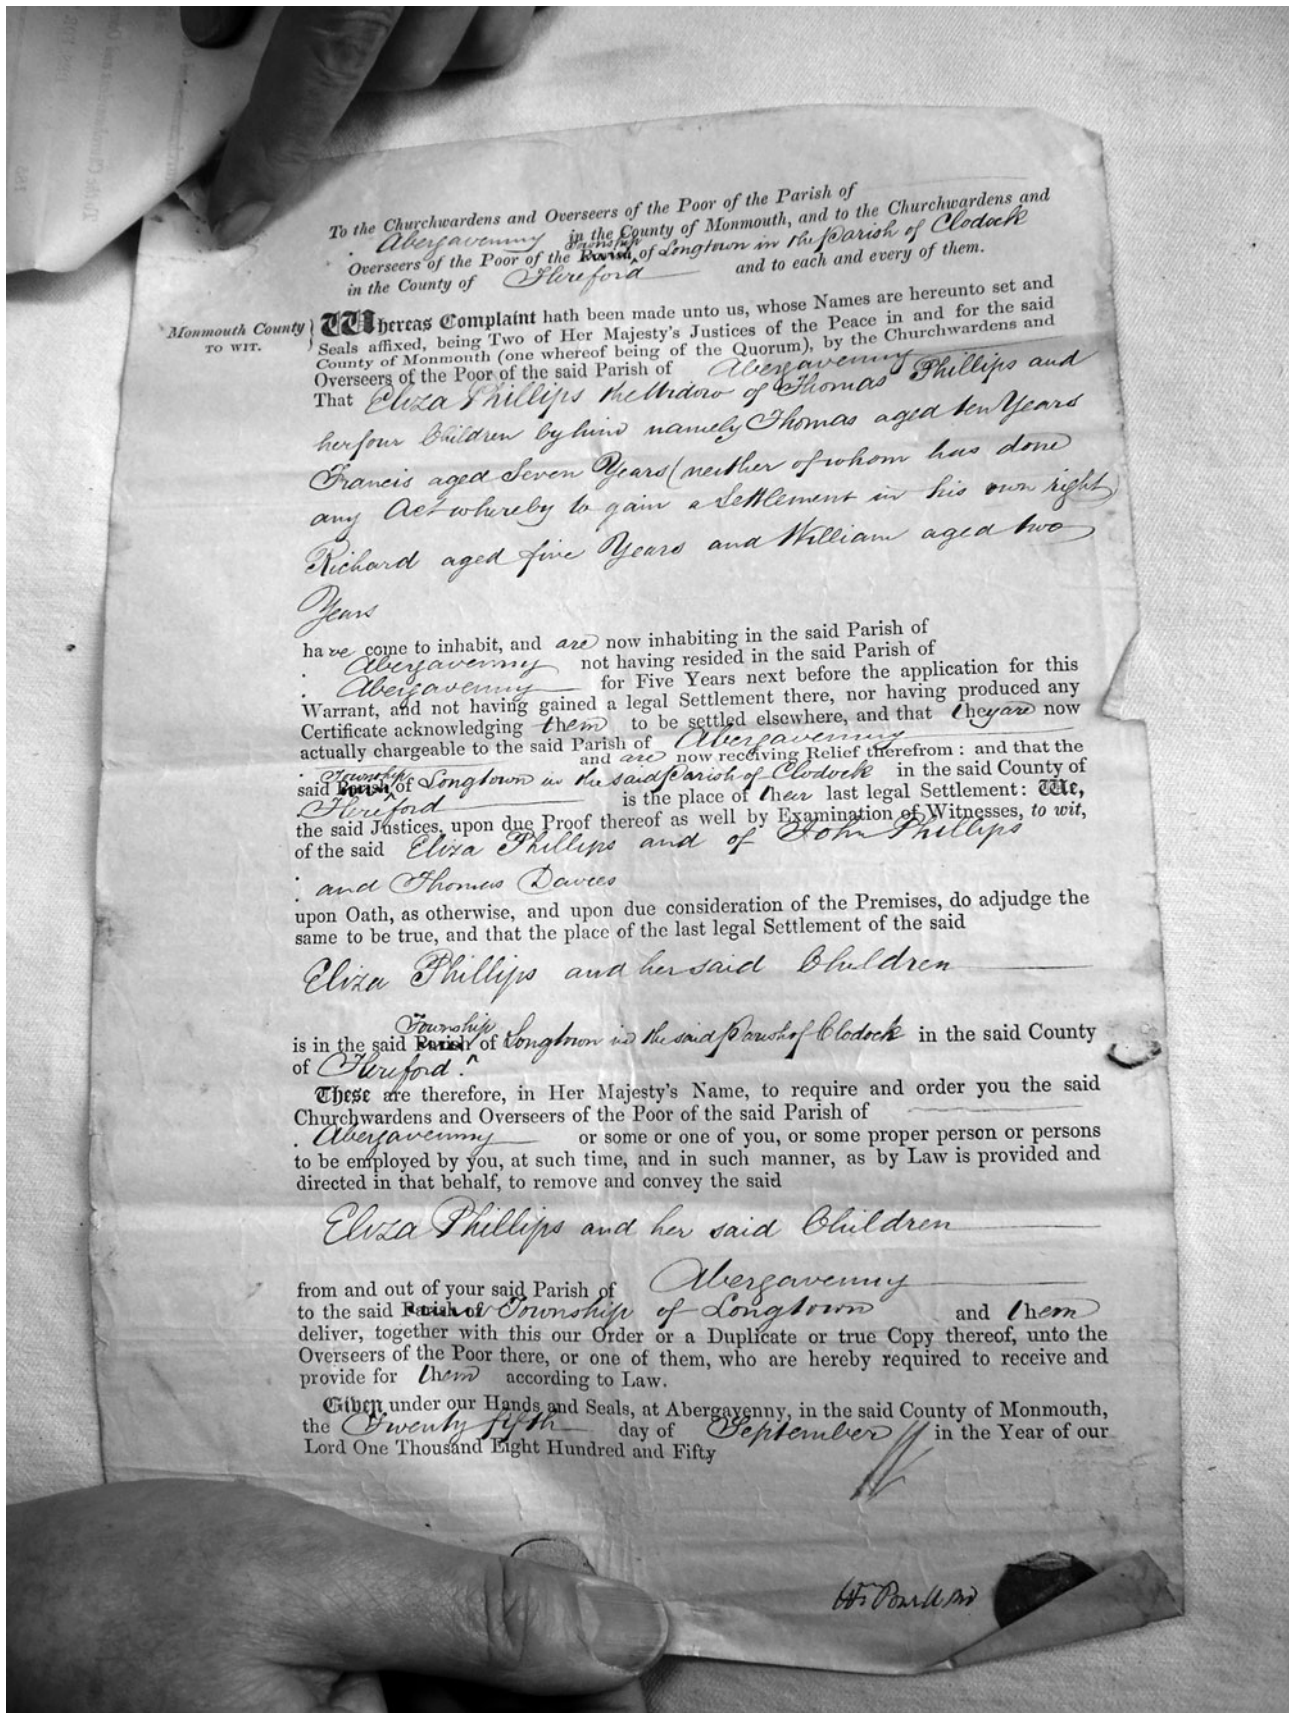 To the Churchwardens and Overseers of the Poor of the Parish of
Abergavenny in the County of Monmouth, and to the Churchwardens and
Overseers of the Poor of the Parish Township of Longtown in the Parish of Clodock
in the County of Hereford and to each and every of them.
Monmouth County
TO WIT.
Whereas Complaint hath been made unto us, whose Names are hereunto set and
Seals affixed, being Two of Her Majesty's Justices of the Peace in and for the said
County of Monmouth (one whereof being of the Quorum), by the Churchwardens and
Overseers of the Poor of the said Parish of Abergavenny
That Eliza Phillips the Widow of Thomas Phillips and
her four Children by him namely Thomas aged ten Years
Francis aged Seven Years (neither of whom has done
any Act whereby to gain a Settlement in his own right)
Richard aged five Years and William aged two
Years
have come to inhabit, and are now inhabiting in the said Parish of
Abergavenny not having resided in the said Parish of
Abergavenny for Five Years next before the application for this
Warrant, and not having gained a legal Settlement there, nor having produced any
Certificate acknowledging them to be settled elsewhere, and that they are now
actually chargeable to the said Parish of Abergavenny
and are now receiving Relief therefrom: and that the
said Parish Township of Longtown in the said Parish of Clodock in the said County of
Hereford is the place of their last legal Settlement: We,
the said Justices, upon due Proof thereof as well by Examination of Witnesses, to wit,
of the said Eliza Phillips and of John Phillips
and Thomas Davies
upon Oath, as otherwise, and upon due consideration of the Premises, do adjudge the
same to be true, and that the place of the last legal Settlement of the said
Eliza Phillips and her said Children
is in the said Parish Township of Longtown in the said Parish of Clodock in the said County
of Hereford.
These are therefore, in Her Majesty's Name, to require and order you the said
Churchwardens and Overseers of the Poor of the said Parish of
Abergavenny or some or one of you, or some proper person or persons
to be employed by you, at such time, and in such manner, as by Law is provided and
directed in that behalf, to remove and convey the said
Eliza Phillips and her said Children
from and out of your said Parish of Abergavenny
to the said Parish of Township of Longtown and them
deliver, together with this our Order or a Duplicate or true Copy thereof, unto the
Overseers of the Poor there, or one of them, who are hereby required to receive and
provide for them according to Law.
Given under our Hands and Seals, at Abergavenny, in the said County of Monmouth,
the Twenty fifth day of September in the Year of our
Lord One Thousand Eight Hundred and Fifty